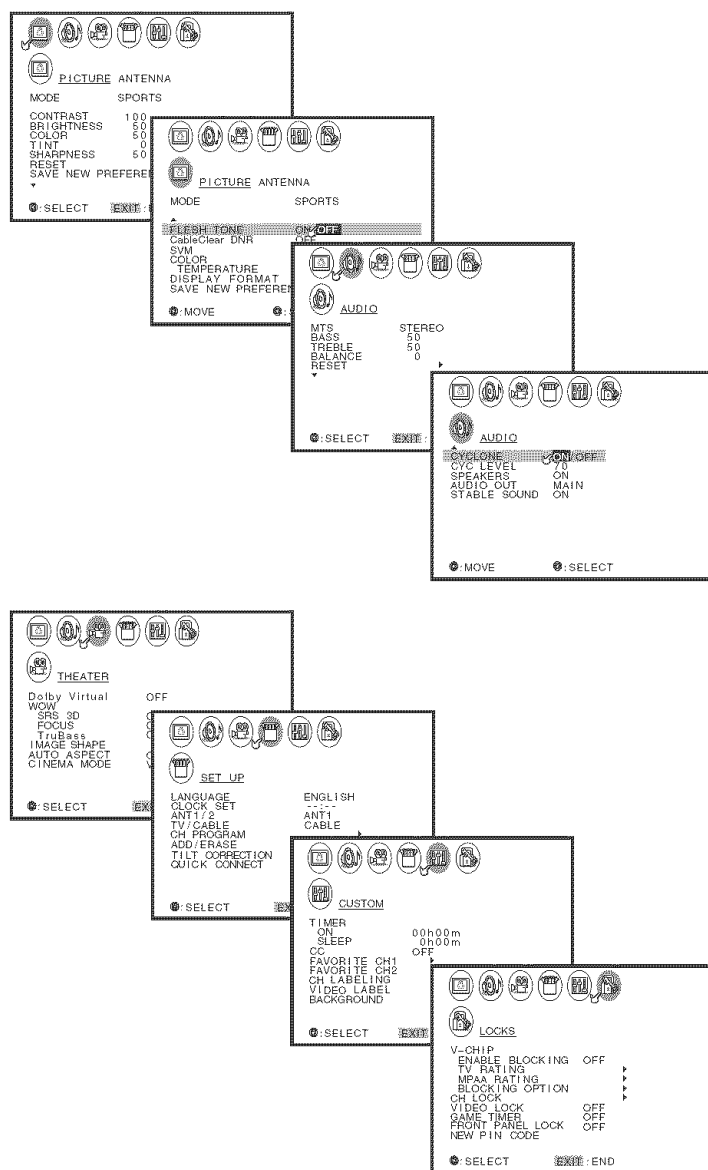 PICTURE ANTENNA
MODE SPORTS
CONTRAST 100
BRIGHTNESS 50
COLOR 50
TINT 0
SHARPNESS 50
RESET
SAVE NEW
:SELECT EXIT:
PICTURE ANTENNA
MODE SPORTS
FLESH TONE ON/OFF
CableClear DNR OFF
SVM
COLOR
TEMPERATURE
DISPLAY FORMAT
SAVE NEW
:MOVE
AUDIO
MTS STEREO
BASS 50
TREBLE 50
BALANCE 0
RESET
:SELECT EXIT:
AUDIO
CYCLONE ON/OFF
CYC LEVEL 70
SPEAKERS ON
AUDIO OUT MAIN
STABLE SOUND ON
:MOVE :SELECT
THEATER
Dolby Virtual OFF
WOW
SRS 3D
FOCUS
TruBass
IMAGE SHAPE
AUTO ASPECT
CINEMA MODE
:SELECT
SET UP
LANGUAGE ENGLISH
CLOCK SET --:--
ANT1/2 ANT1
TV/CABLE CABLE
CH PROGRAM
ADD/ERASE
TILT CORRECTION
QUICK CONNECT
:SELECT
CUSTOM
TIMER
ON 00h00m
SLEEP 0h00m
CC OFF
FAVORITE CH1
FAVORITE CH2
CH LABELING
VIDEO LABEL
BACKGROUND
:SELECT EXIT
LOCKS
V-CHIP
ENABLE BLOCKING OFF
TV RATING
MPAA RATING
BLOCKING OPTION
CH LOCK
VIDEO LOCK OFF
GAME TIMER OFF
FRONT PANEL LOCK OFF
NEW PIN CODE
:SELECT EXIT:END